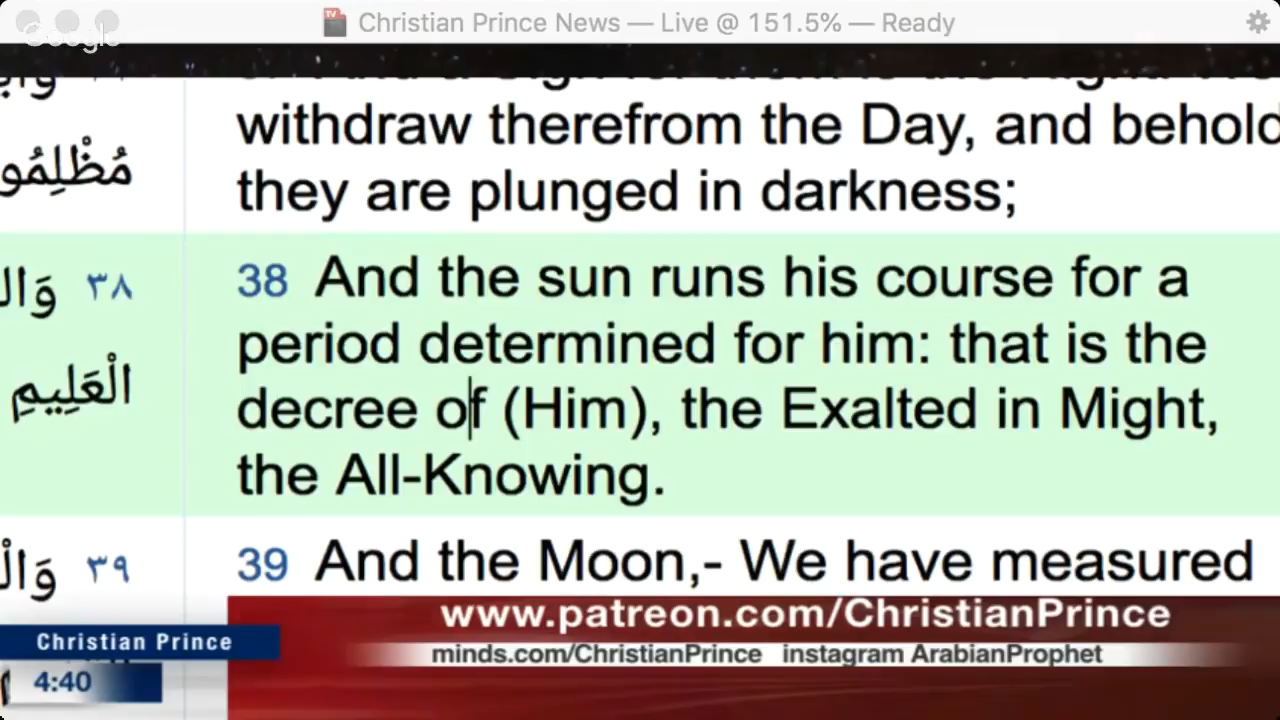 Christian Prince News — Live @ 151.5% — Ready
Google
withdraw therefrom the Day, and behold
they are plunged in darkness;
38 And the sun runs his course for a
period determined for him: that is the
decree of (Him), the Exalted in Might,
the All-Knowing.
39 And the Moon,- We have measured
٣٨
الْعَلِيمِ
٣٩
www.patreon.com/ChristianPrince
minds.com/ChristianPrince instagram ArabianProphet
Christian Prince
4:40